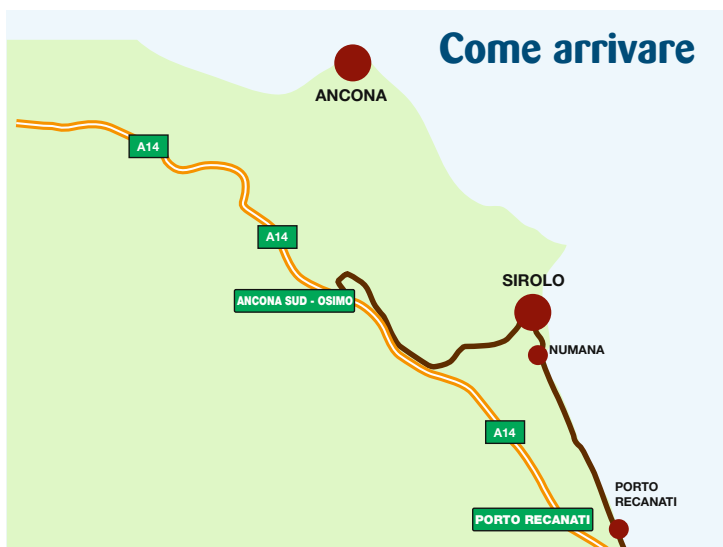 Come arrivare
ANCONA
A14
A14
SIROLO
ANCONA SUD - OSIMO
NUMANA
A14
PORTO
RECANATI
PORTO RECANATI